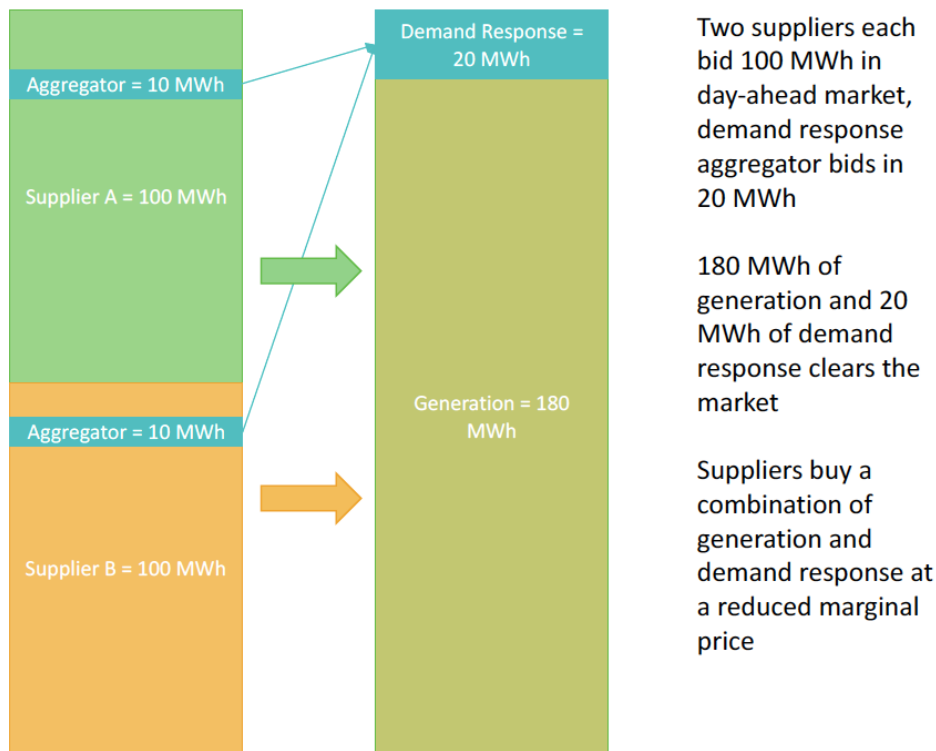 Aggregator = 10 MWh
Supplier A = 100 MWh
Aggregator = 10 MWh
Supplier B = 100 MWh
Demand Response =
20 MWh
Generation = 180
MWh
Two suppliers each
bid 100 MWh in
day-ahead market,
demand response
aggregator bids in
20 MWh
180 MWh of
generation and 20
MWh of demand
response clears the
market
Suppliers buy a
combination of
generation and
demand response at
a reduced marginal
price